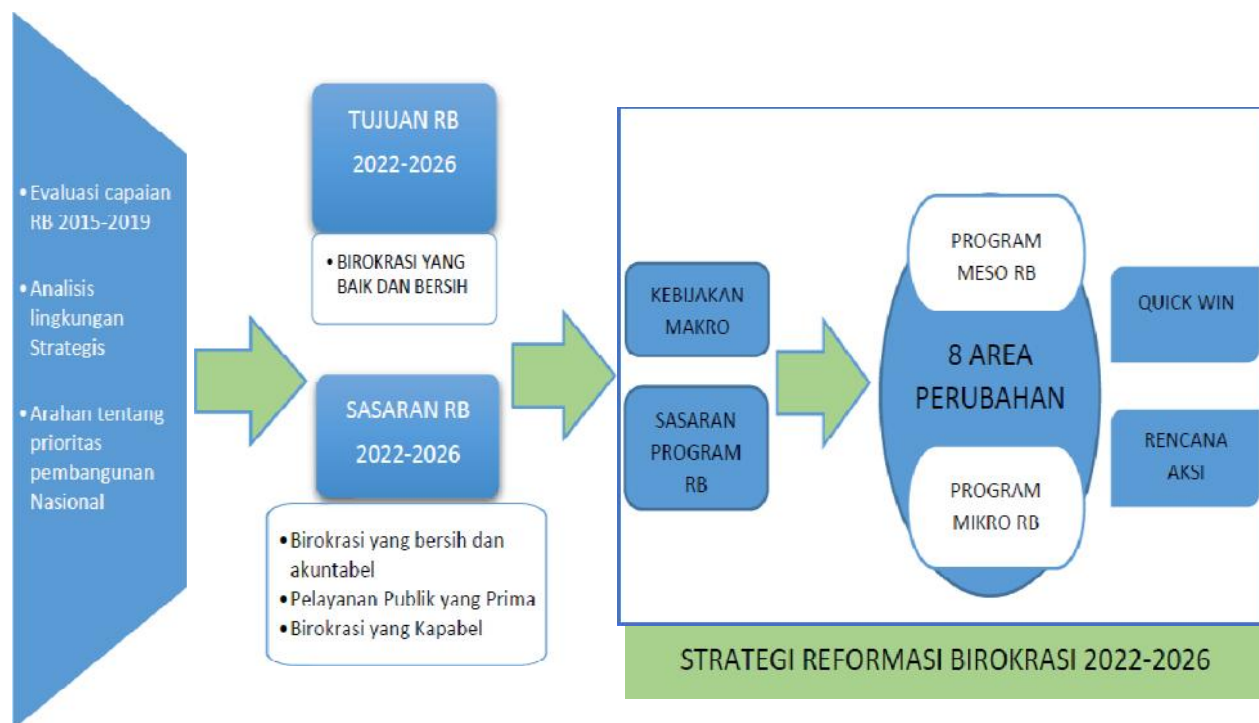 • Evaluasi capaian
RB 2015-2019
• Analisis
lingkungan
Strategis
• Arahan tentang
prioritas
pembangunan
Nasional
TUJUAN RB
2022-2026
• BIROKRASI YANG
BAIK DAN BERSIH
SASARAN RB
2022-2026
• Birokrasi yang bersih dan
akuntabel
• Pelayanan Publik yang Prima
• Birokrasi yang Kapabel
KEBIJAKAN
MAKRO
SASARAN
PROGRAM
RB
PROGRAM
MESO RB
8 AREA
PERUBAHAN
PROGRAM
MIKRO RB
QUICK WIN
RENCANA
AKSI
STRATEGI REFORMASI BIROKRASI 2022-2026